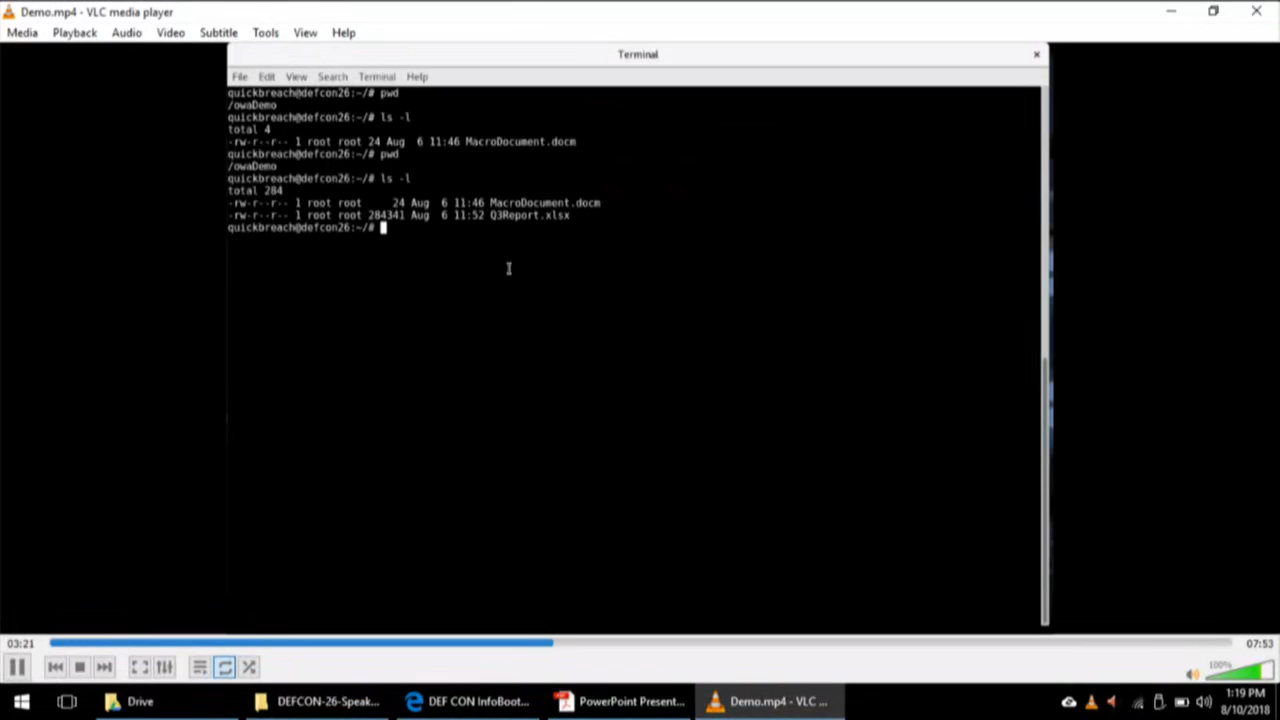 Demo.mp4 - VLC media player
Media Playback Audio Video Subtitle Tools View Help
Terminal
File Edit View Search Terminal Help
quickbreach@defcon26:~/# pwd
/owaDemo
quickbreach@defcon26:~/# ls -l
total 4
-rw-r--r-- 1 root root 24 Aug  6 11:46 MacroDocument.docm
quickbreach@defcon26:~/# pwd
/owaDemo
quickbreach@defcon26:~/# ls -l
total 284
-rw-r--r-- 1 root root     24 Aug  6 11:46 MacroDocument.docm
-rw-r--r-- 1 root root 284341 Aug  6 11:52 Q3Report.xlsx
quickbreach@defcon26:~/#
03:21 07:53
100%
Drive DEFCON-26-Speak... DEF CON InfoBoot... PowerPoint Present... Demo.mp4 - VLC ... 1:19 PM
8/10/2018